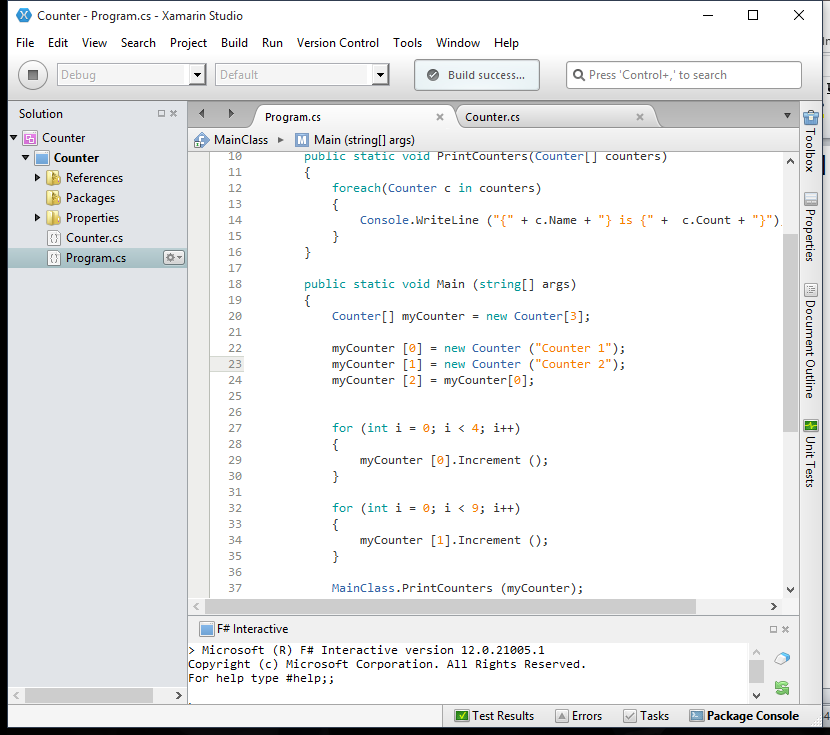 Counter - Program.cs - Xamarin Studio
File Edit View Search Project Build Run Version Control Tools Window Help
Debug Default Build success... Press 'Control+,' to search
Solution
Counter
Counter
References
Packages
Properties
Counter.cs
Program.cs
Program.cs Counter.cs
MainClass Main (string[] args)
10 public static void PrintCounters(Counter[] counters)
11 {
12 foreach(Counter c in counters)
13 {
14 Console.WriteLine ("{" + c.Name + "} is {" +  c.Count + "}")
15 }
16 }
17
18 public static void Main (string[] args)
19 {
20 Counter[] myCounter = new Counter[3];
21
22 myCounter [0] = new Counter ("Counter 1");
23 myCounter [1] = new Counter ("Counter 2");
24 myCounter [2] = myCounter[0];
25
26
27 for (int i = 0; i < 4; i++)
28 {
29 myCounter [0].Increment ();
30 }
31
32 for (int i = 0; i < 9; i++)
33 {
34 myCounter [1].Increment ();
35 }
36
37 MainClass.PrintCounters (myCounter);
Toolbox
Properties
Document Outline
Unit Tests
F# Interactive
> Microsoft (R) F# Interactive version 12.0.21005.1
Copyright (c) Microsoft Corporation. All Rights Reserved.
For help type #help;;
Test Results Errors Tasks Package Console